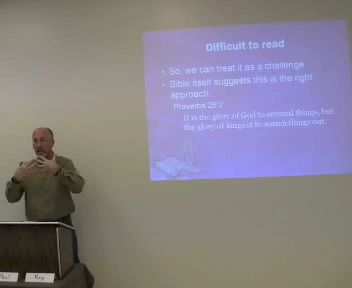 Difficult to read
• So, we can treat it as a challenge
• Bible itself suggests this is the right
approach
Proverbs 25:2
It is the glory of God to conceal things, but
the glory of kings is to search things out.
Paul
Ray